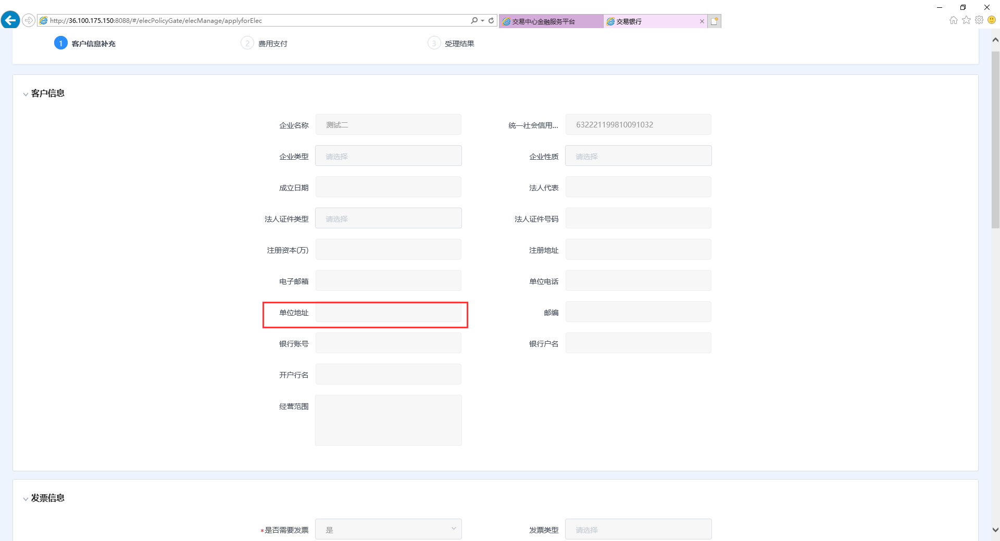 http://36.100.175.150:8088/#/elecPolicyGate/elecManage/applyforElec
交易中心金融服务平台
交易银行
1 客户信息补充
2 费用支付
3 受理结果
客户信息
企业名称 测试二
统一社会信用... 632221199810091032
企业类型 请选择
企业性质 请选择
成立日期
法人代表
法人证件类型 请选择
法人证件号码
注册资本(万)
注册地址
电子邮箱
单位电话
单位地址
邮编
银行账号
银行户名
开户行名
经营范围
发票信息
*是否需要发票 是
发票类型 请选择